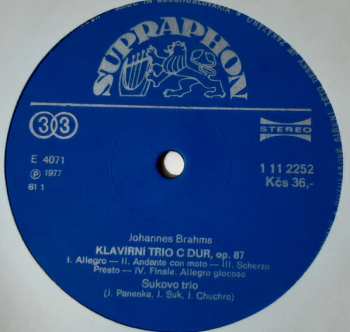 SUPRAPHON
33
STEREO
E 4071
℗ 1977
61 1
1 11 2252
Kčs 36,-
Johannes Brahms
KLAVÍRNÍ TRIO C DUR, op. 87
I. Allegro — II. Andante con moto — III. Scherzo
Presto — IV. Finale. Allegro giocoso
Sukovo trio
(J. Panenka, J. Suk, J. Chuchro)